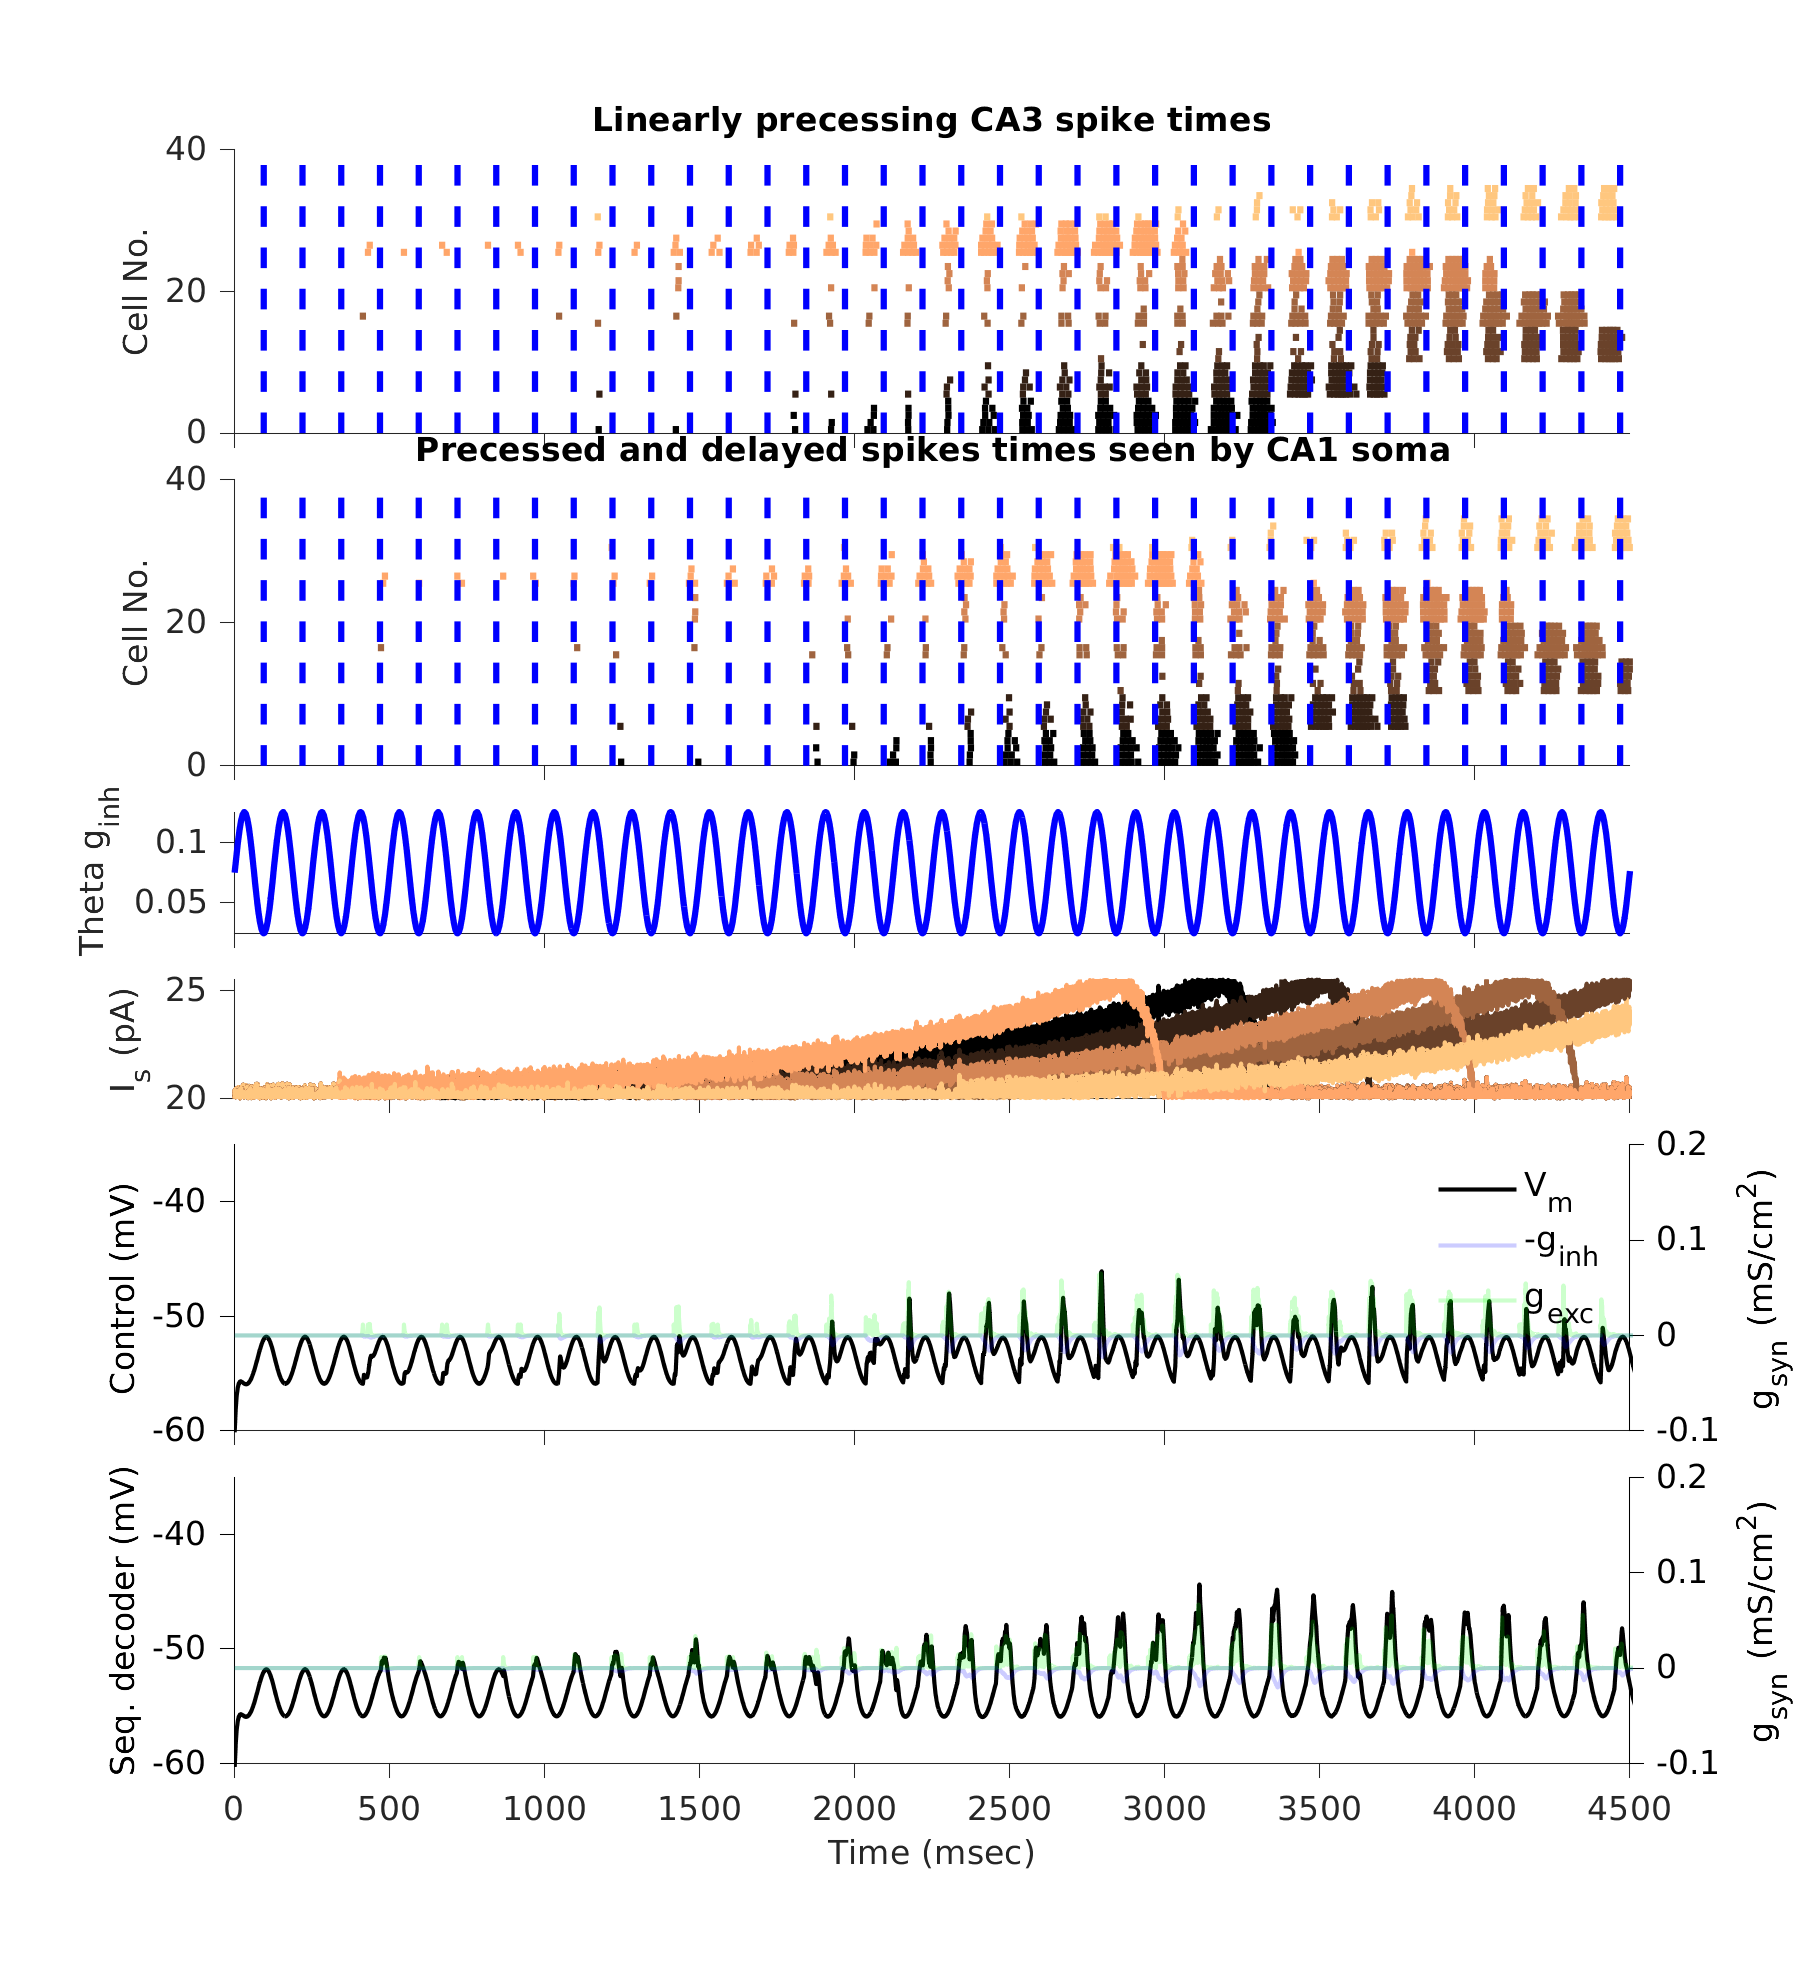 Linearly precessing CA3 spike times
40
20
0
Cell No.
Precessed and delayed spikes times seen by CA1 soma
40
20
0
Cell No.
0.1
0.05
Theta g_inh
25
20
I_s (pA)
-40
-50
-60
Control (mV)
V_m
-g_inh
g_exc
0.2
0.1
0
-0.1
g_syn (mS/cm^2)
-40
-50
-60
Seq. decoder (mV)
0.2
0.1
0
-0.1
g_syn (mS/cm^2)
0 500 1000 1500 2000 2500 3000 3500 4000 4500
Time (msec)